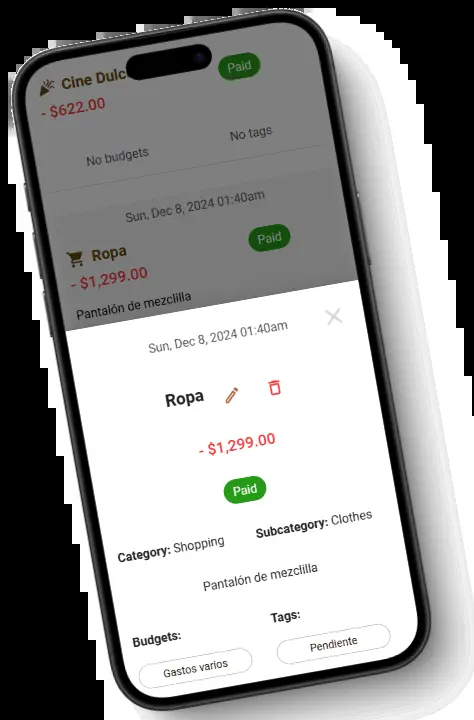 Cine Dulc
Paid
- $622.00
No budgets
No tags
Sun, Dec 8, 2024 01:40am
Ropa
Paid
- $1,299.00
Pantalón de mezclilla
Sun, Dec 8, 2024 01:40am
Ropa
- $1,299.00
Paid
Category: Shopping
Subcategory: Clothes
Pantalón de mezclilla
Budgets:
Tags:
Gastos varios
Pendiente